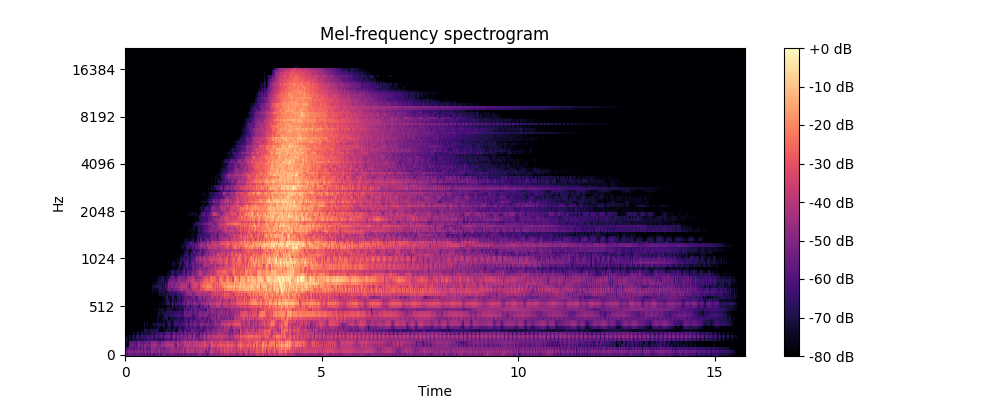 Mel-frequency spectrogram
Hz
16384
8192
4096
2048
1024
512
0
0 5 10 15
Time
+0 dB
-10 dB
-20 dB
-30 dB
-40 dB
-50 dB
-60 dB
-70 dB
-80 dB